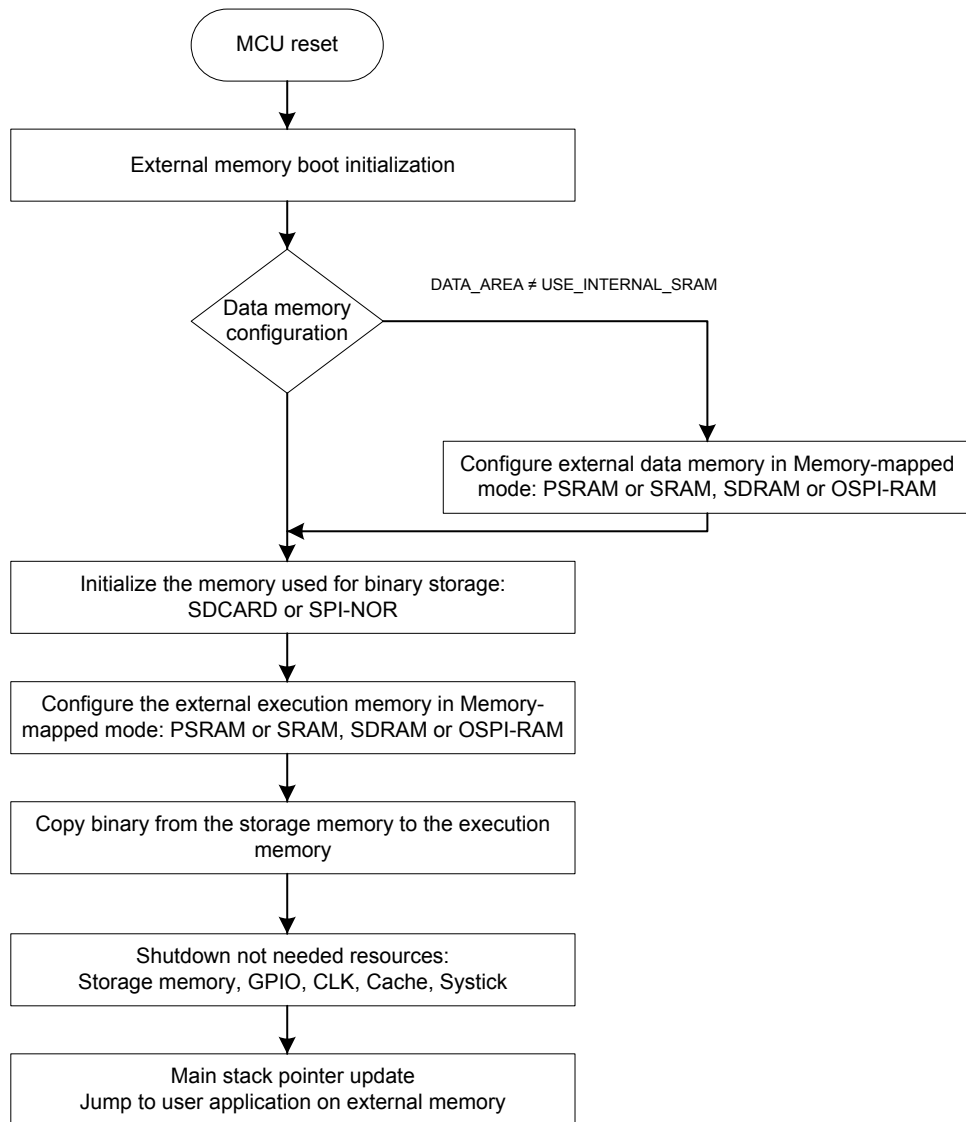 MCU reset
External memory boot initialization
DATA_AREA ≠ USE_INTERNAL_SRAM
Data memory
configuration
Configure external data memory in Memory-mapped
mode: PSRAM or SRAM, SDRAM or OSPI-RAM
Initialize the memory used for binary storage:
SDCARD or SPI-NOR
Configure the external execution memory in Memory-
mapped mode: PSRAM or SRAM, SDRAM or OSPI-RAM
Copy binary from the storage memory to the execution
memory
Shutdown not needed resources:
Storage memory, GPIO, CLK, Cache, Systick
Main stack pointer update
Jump to user application on external memory